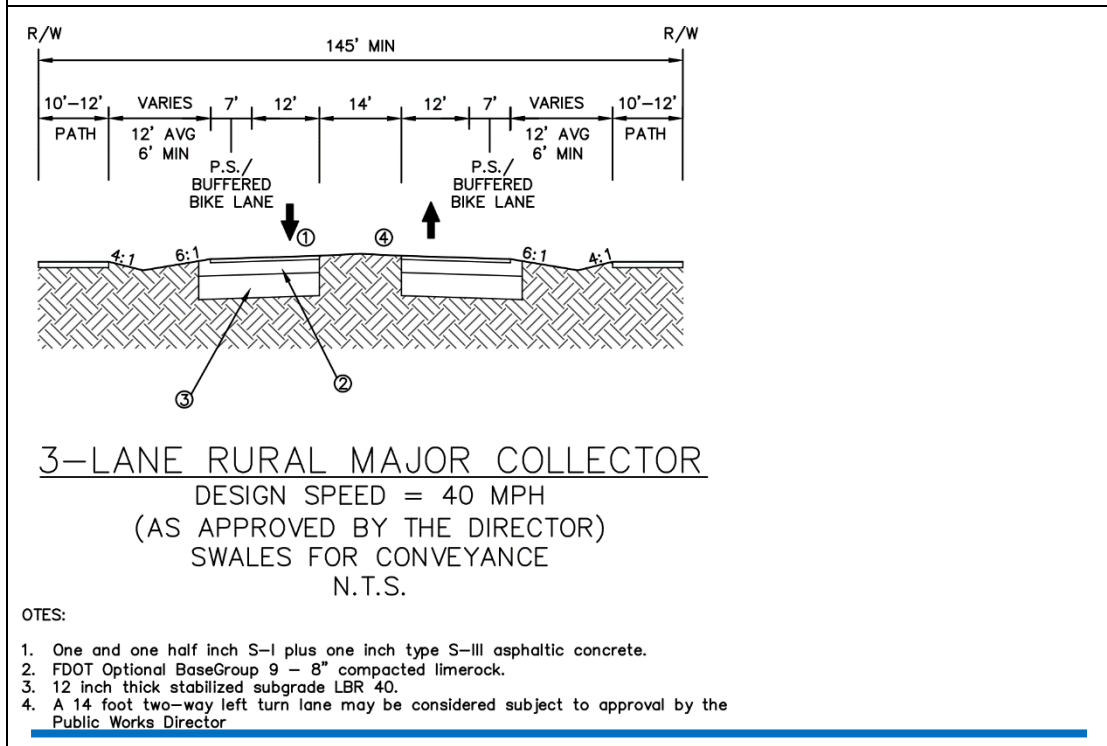 R/W R/W
145' MIN
10'-12' VARIES 7' 12' 14' 12' 7' VARIES 10'-12'
PATH 12' AVG 12' AVG PATH
6' MIN 6' MIN
P.S./ P.S./
BUFFERED BUFFERED
BIKE LANE BIKE LANE
① ④
4:1 6:1 6:1 4:1
②
③
3-LANE RURAL MAJOR COLLECTOR
DESIGN SPEED = 40 MPH
(AS APPROVED BY THE DIRECTOR)
SWALES FOR CONVEYANCE
N.T.S.
OTES:
1. One and one half inch S-I plus one inch type S-III asphaltic concrete.
2. FDOT Optional BaseGroup 9 - 8" compacted limerock.
3. 12 inch thick stabilized subgrade LBR 40.
4. A 14 foot two-way left turn lane may be considered subject to approval by the
Public Works Director